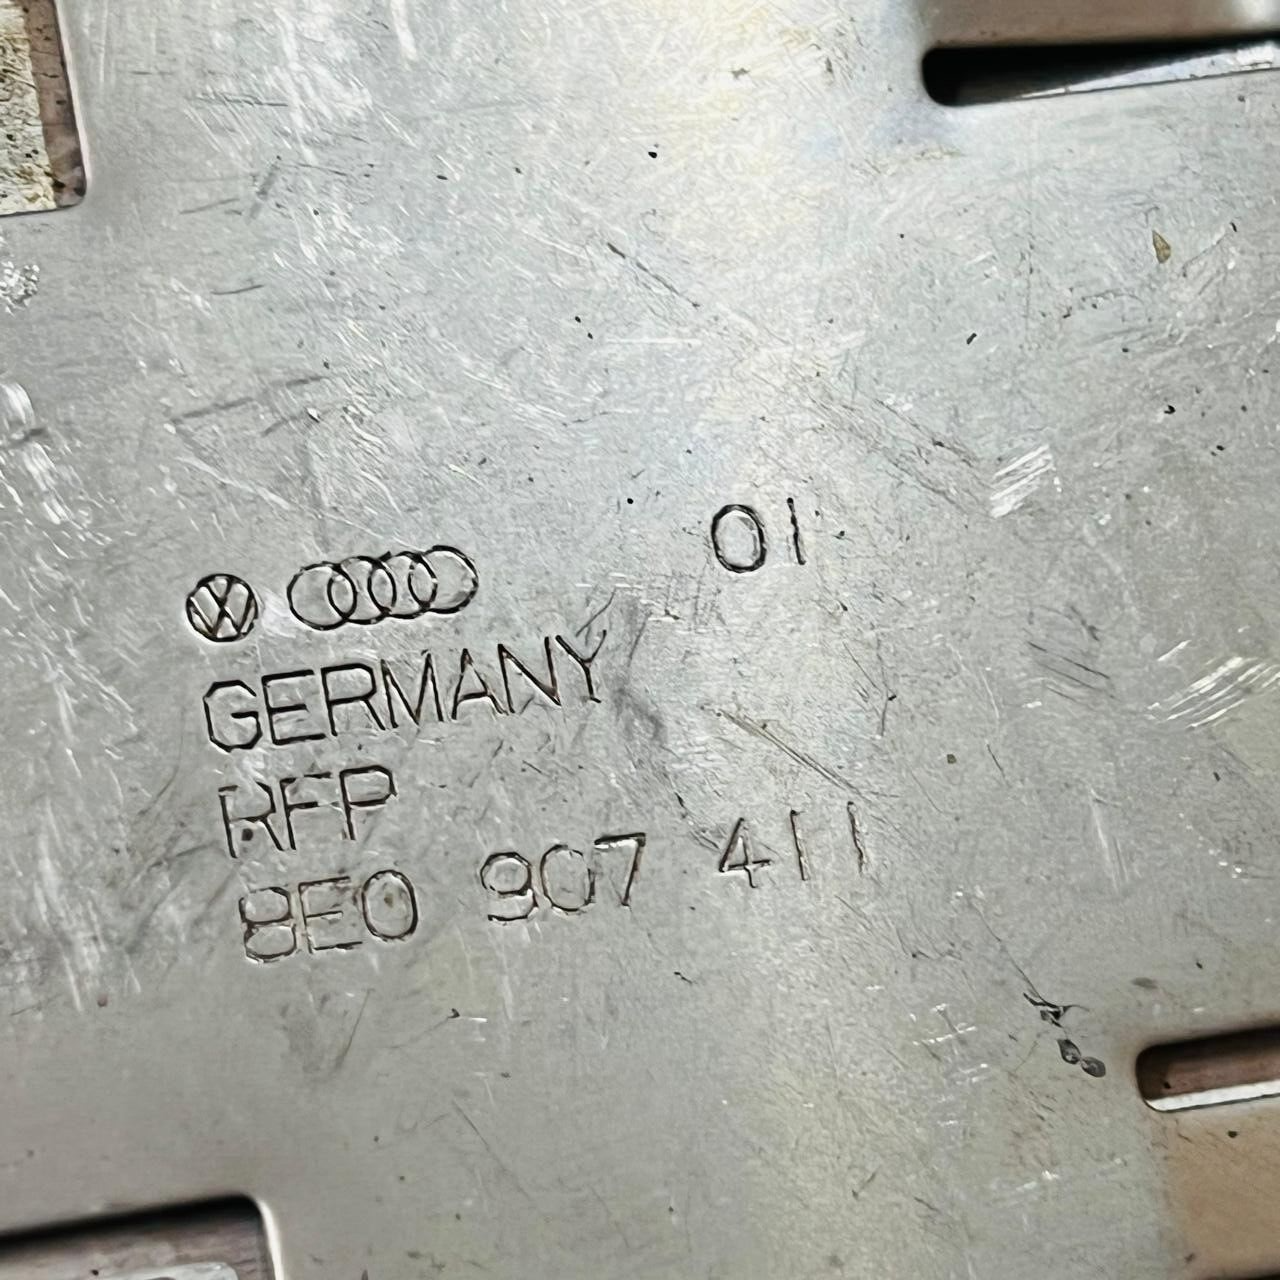 01
GERMANY
RFP
8E0 907 411